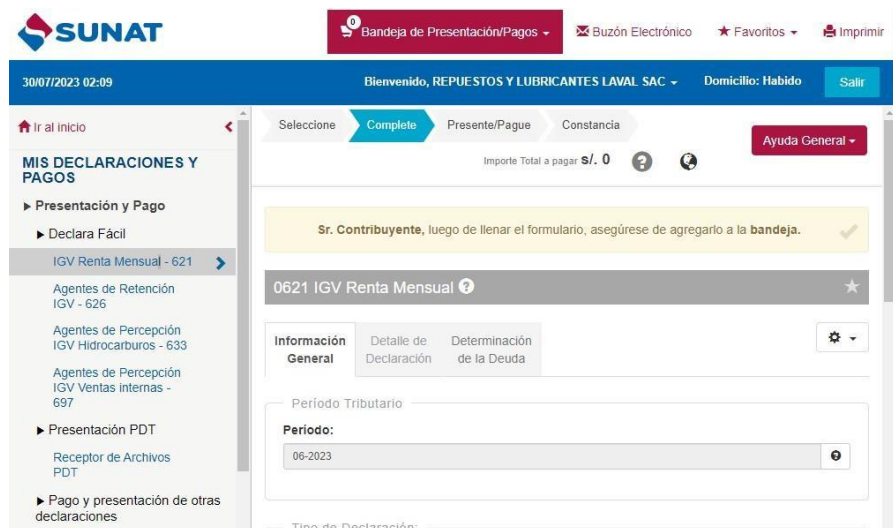 SUNAT
0
Bandeja de Presentación/Pagos
Buzón Electrónico
Favoritos
Imprimir
30/07/2023 02:09
Bienvenido, REPUESTOS Y LUBRICANTES LAVAL SAC
Domicilio: Habido
Salir
Ir al inicio
MIS DECLARACIONES Y
PAGOS
Presentación y Pago
Declara Fácil
IGV Renta Mensual - 621
Agentes de Retención
IGV - 626
Agentes de Percepción
IGV Hidrocarburos - 633
Agentes de Percepción
IGV Ventas internas -
697
Presentación PDT
Receptor de Archivos
PDT
Pago y presentación de otras
declaraciones
Seleccione
Complete
Presente/Pague
Constancia
Ayuda General
Importe Total a pagar s/. 0
?
Sr. Contribuyente, luego de llenar el formulario, asegúrese de agregarlo a la bandeja.
0621 IGV Renta Mensual ?
Información
General
Detalle de
Declaración
Determinación
de la Deuda
Período Tributario
Período:
06-2023
Tipo de Declaración: